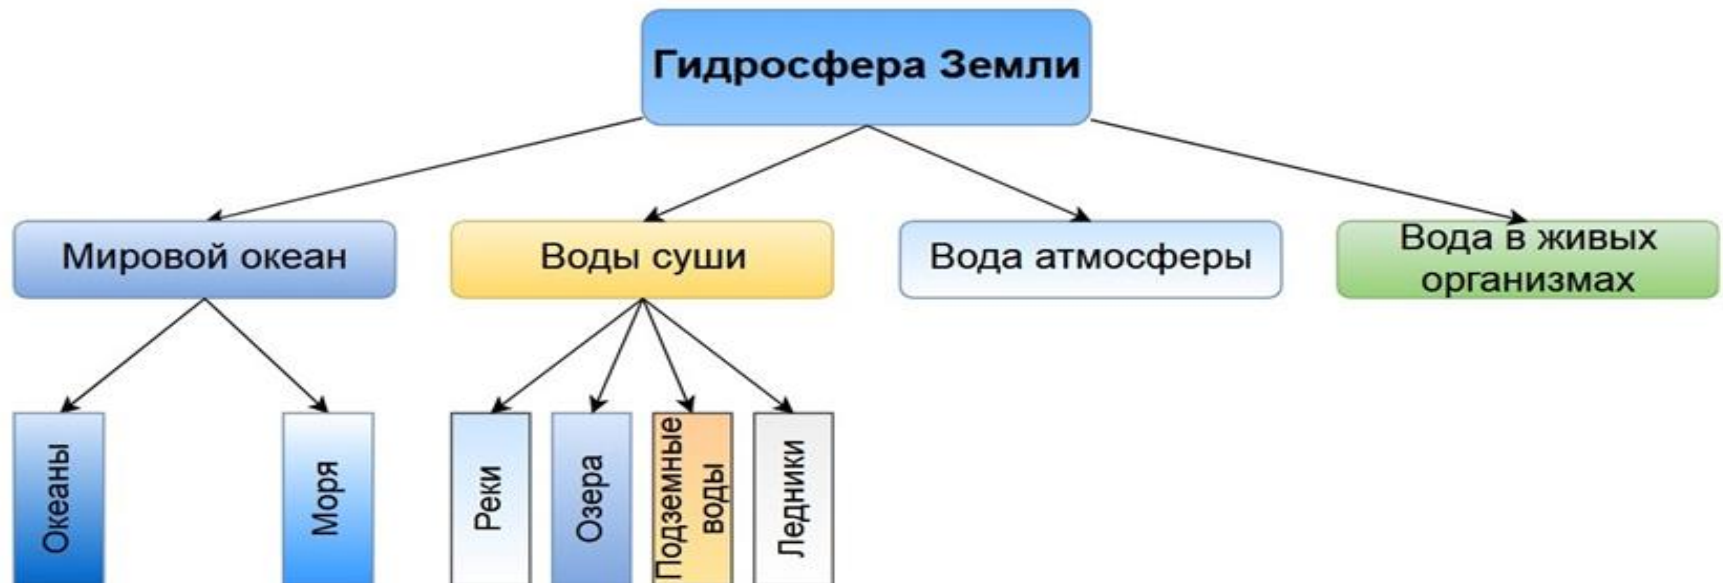 Гидросфера Земли
Мировой океан
Воды суши
Вода атмосферы
Вода в живых
организмах
Океаны
Моря
Реки
Озера
Подземные
воды
Ледники